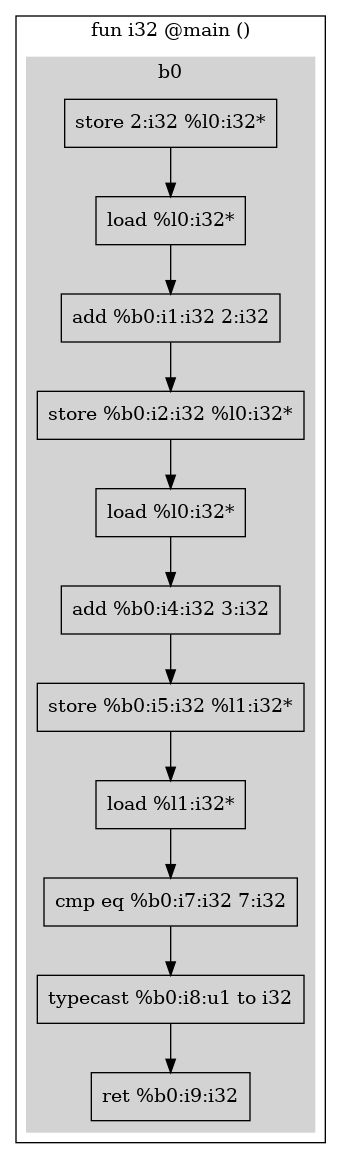 fun i32 @main ()
b0
store 2:i32 %l0:i32*
load %l0:i32*
add %b0:i1:i32 2:i32
store %b0:i2:i32 %l0:i32*
load %l0:i32*
add %b0:i4:i32 3:i32
store %b0:i5:i32 %l1:i32*
load %l1:i32*
cmp eq %b0:i7:i32 7:i32
typecast %b0:i8:u1 to i32
ret %b0:i9:i32